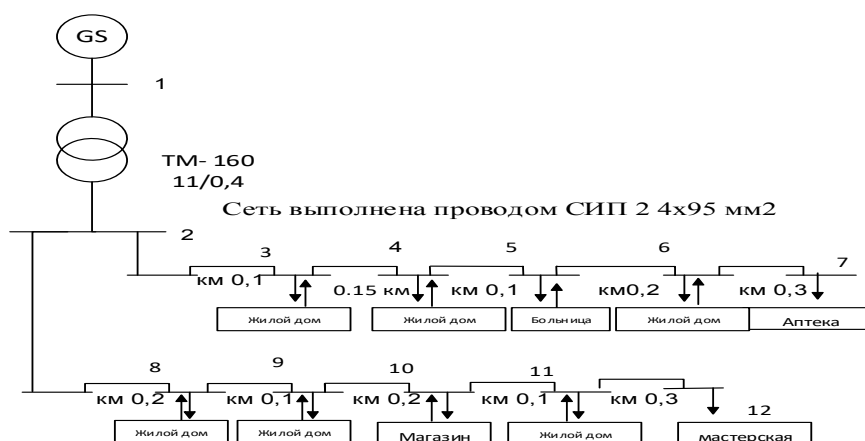 GS
1
ТМ- 160
11/0,4
Сеть выполнена проводом СИП 2 4х95 мм2
2
3
4
5
6
7
км 0,1
0.15 км
км 0,1
км0,2
км 0,3
Жилой дом
Жилой дом
Больница
Жилой дом
Аптека
8
9
10
11
км 0,2
км 0,1
км 0,2
км 0,1
км 0,3
12
Жилой дом
Жилой дом
Магазин
Жилой дом
мастерская